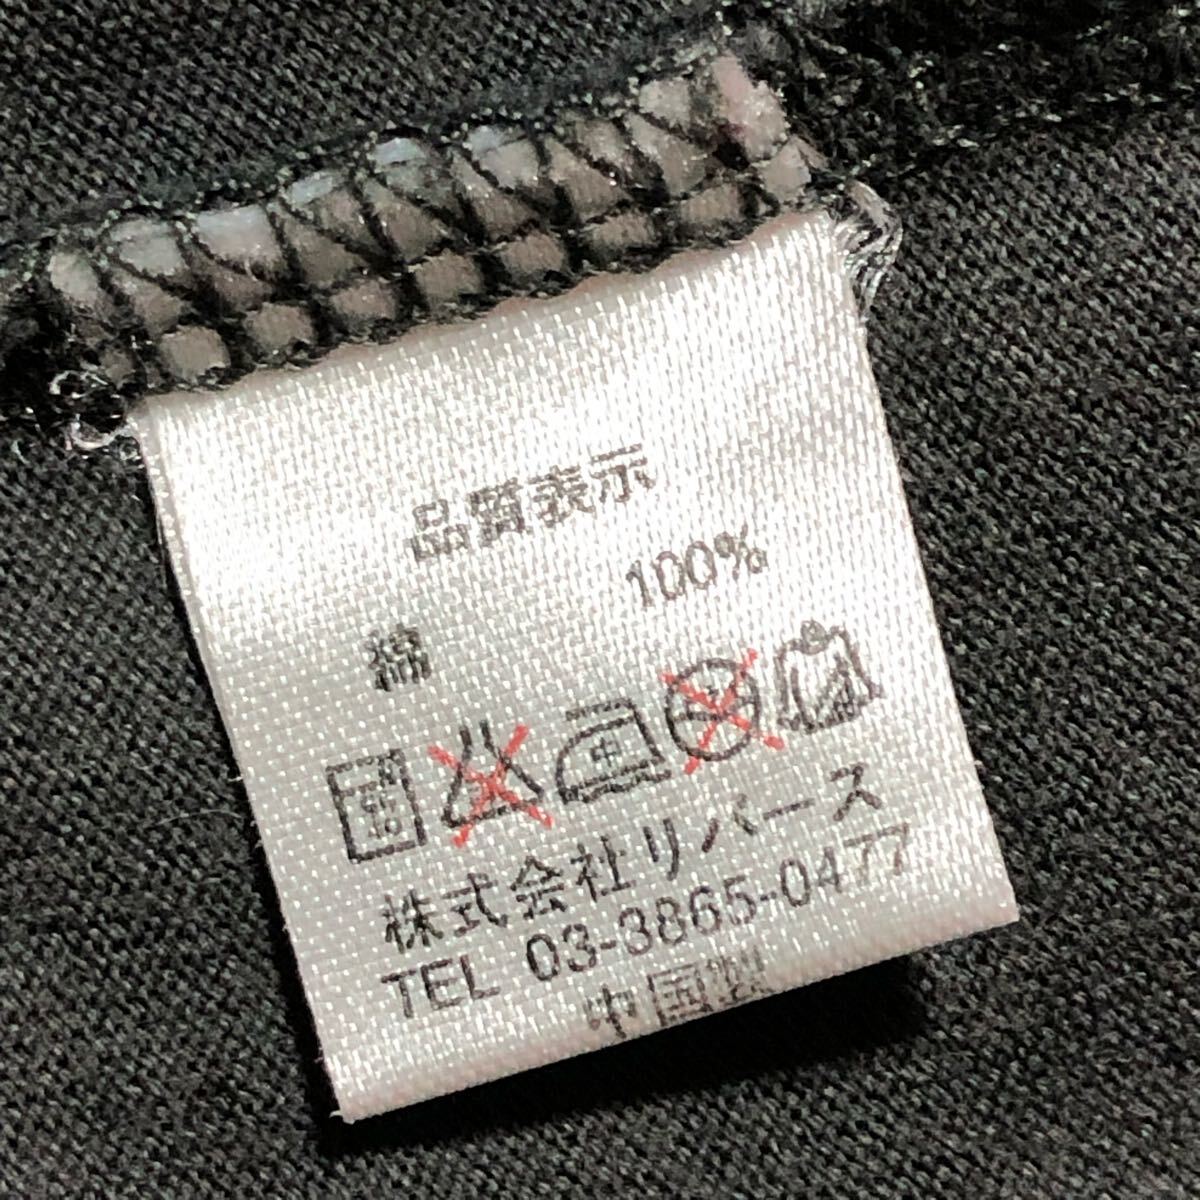 品質表示
綿 100%
中
株式会社リバース
TEL 03-3865-0477
中国製